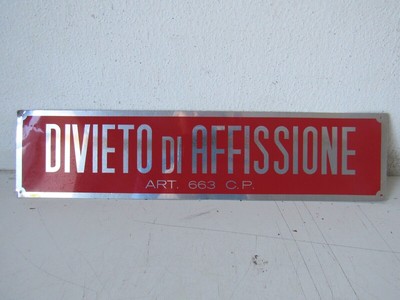 DIVIETO DI AFFISSIONE
ART. 663 C.P.